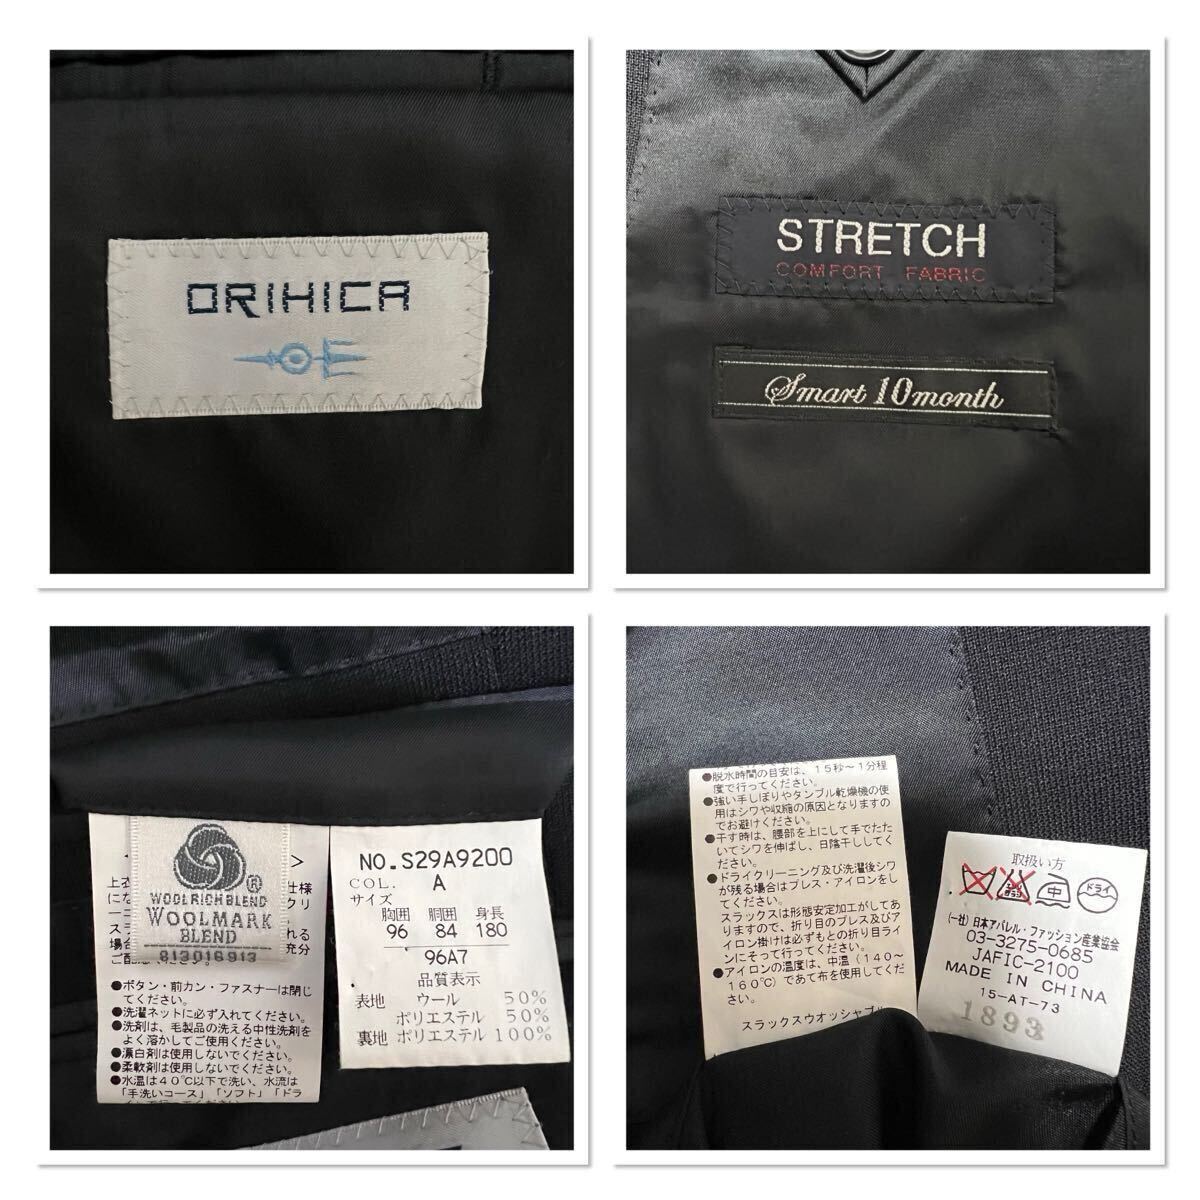 ORIHICA
STRETCH
COMFORT FABRIC
Smart 10month
WOOLRICHBLEND
WOOLMARK
BLEND
813016913
●ボタン・前カン・ファスナーは閉じ
てください。
●洗濯ネットに必ず入れてください。
●洗剤は、毛製品の洗える中性洗剤を
よく溶かしてご使用ください。
●漂白剤は使用しないでください。
●柔軟剤は使用しないでください。
●水温は40℃以下で洗い、水流は
「手洗いコース」「ソフト」「ドラ
NO.S29A9200
COL. A
サイズ
胸囲 胴囲 身長
96 84 180
96A7
品質表示
表地 ウール 50%
ポリエステル 50%
裏地 ポリエステル 100%
●脱水時間の目安は、15秒〜1分程
度で行ってください。
●強い手しぼりやタンブル乾燥機の使
用はシワや収縮の原因となりますの
でお避けください。
●干す時は、腰部を上にして手でたた
いてシワを伸ばし、日陰干ししてく
ださい。
●ドライクリーニング及び洗濯後シワ
が残る場合はプレス・アイロンをし
てください。
スラックスは形態安定加工がしてあ
りますので、折り目のプレス及びア
イロン掛けは必ずもとの折り目ライ
ンにそって行ってください。
●アイロンの温度は、中温（140〜
160℃）であて布を使用してくだ
さい。
スラックスウオッシャブル
取扱い方
中 ドライ
(一社)日本アパレル・ファッション産業協会
03-3275-0685
JAFIC-2100
MADE IN CHINA
15-AT-73
1893